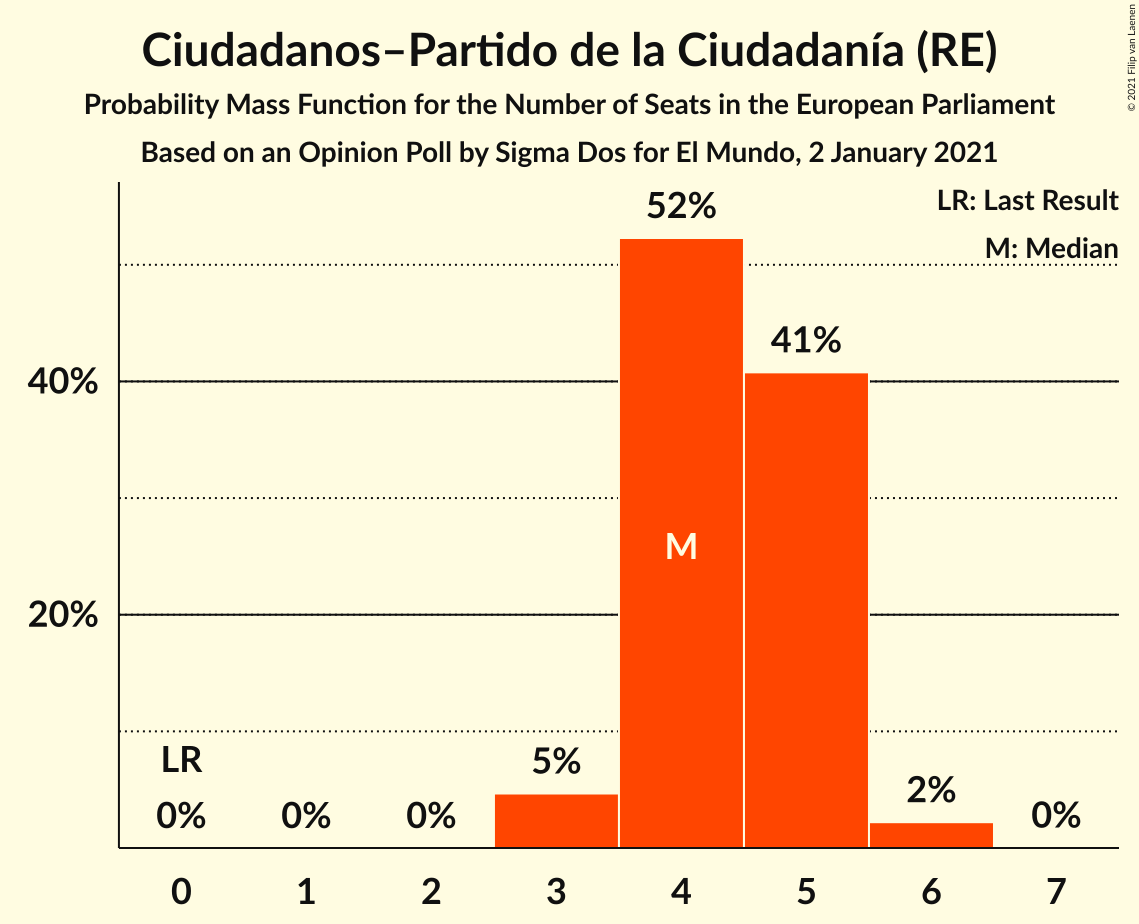 Ciudadanos–Partido de la Ciudadanía (RE)
Probability Mass Function for the Number of Seats in the European Parliament
Based on an Opinion Poll by Sigma Dos for El Mundo, 2 January 2021
© 2021 Filip van Laenen
LR: Last Result
M: Median
52%
41%
40%
M
20%
LR
5%
2%
0%
0%
0%
0%
0
1
2
3
4
5
6
7